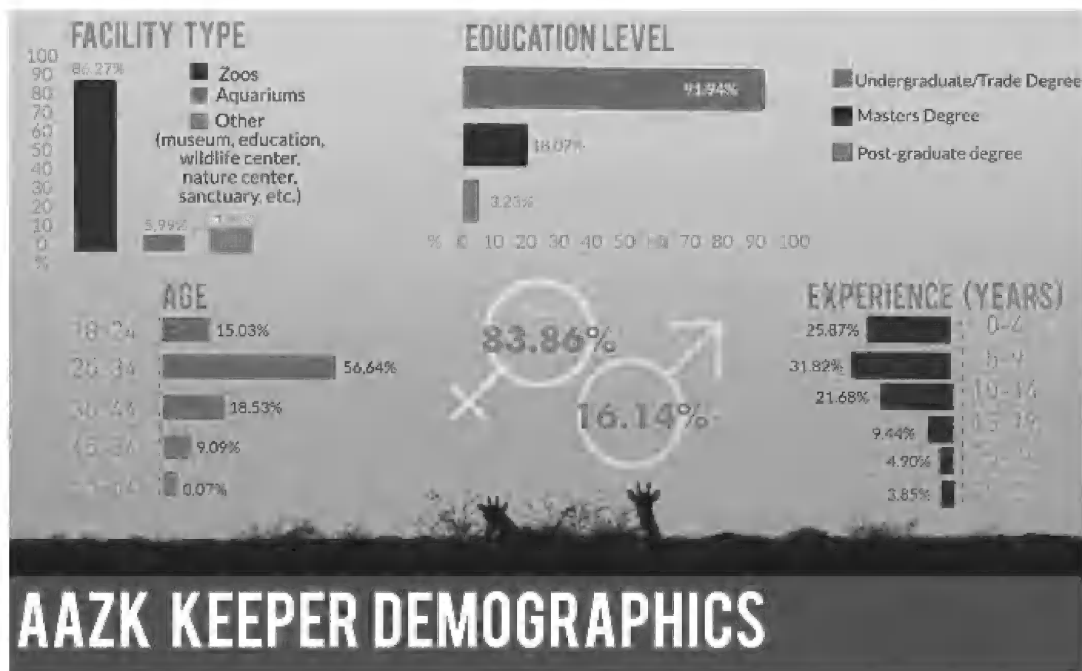 FACILITY TYPE
100
90
80
70
60
50
40
30
20
10
0
%
86.27%
5.99%
Zoos
Aquariums
Other
(museum, education,
wildlife center,
nature center,
sanctuary, etc.)
EDUCATION LEVEL
91.94%
18.07%
3.23%
% 0 10 20 30 40 50 60 70 80 90 100
Undergraduate/Trade Degree
Masters Degree
Post-graduate degree
AGE
18-24 15.03%
56.64%
18.53%
9.09%
0.07%
83.86%
16.14%
EXPERIENCE (YEARS)
25.87% 0-4
31.82%
21.68% 10-14
9.44% 15-19
4.90%
3.85%
AAZK KEEPER DEMOGRAPHICS